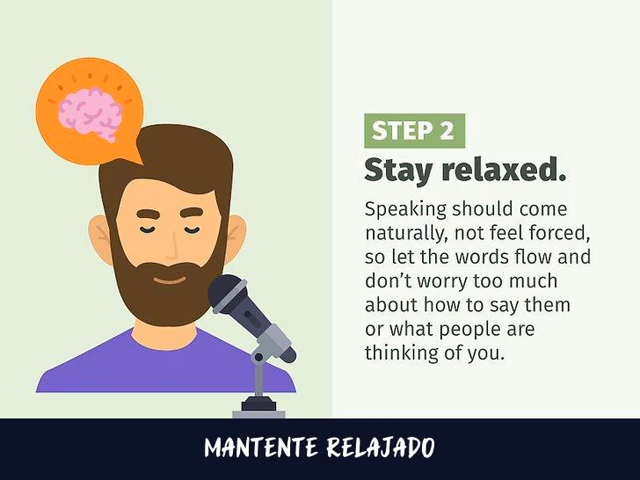 STEP 2
Stay relaxed.
Speaking should come
naturally, not feel forced,
so let the words flow and
don't worry too much
about how to say them
or what people are
thinking of you.
MANTENTE RELAJADO